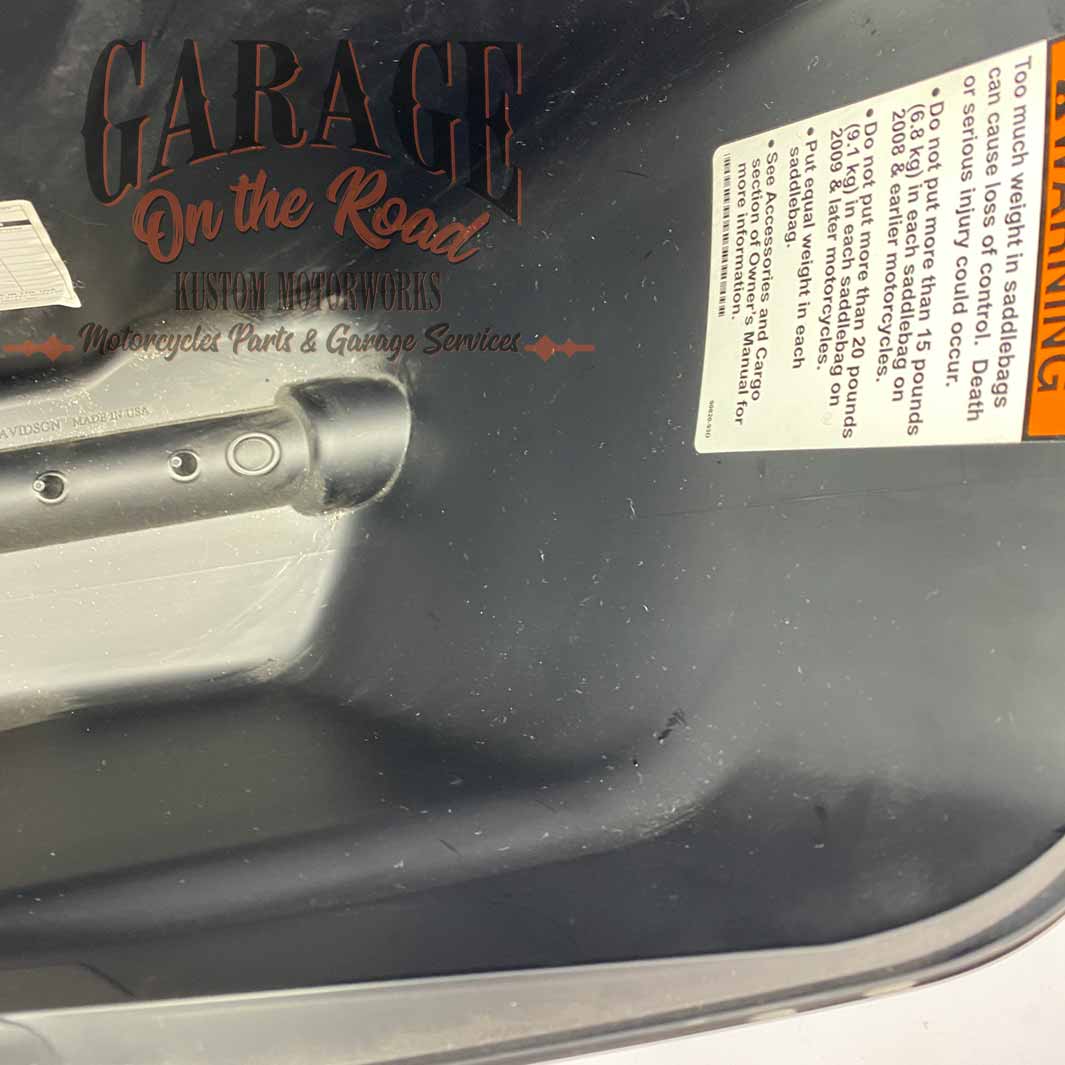 GARAGE
On the Road
KUSTOM MOTORWORKS
Motorcycles Parts & Garage Services
WARNING
Too much weight in saddlebags
can cause loss of control. Death
or serious injury could occur.
• Do not put more than 15 pounds
(6.8 kg) in each saddlebag on
2008 & earlier motorcycles.
• Do not put more than 20 pounds
(9.1 kg) in each saddlebag on
2009 & later motorcycles.
• Put equal weight in each
saddlebag.
• See Accessories and Cargo
section of Owner's Manual for
more information.
AVIDSON MADE IN USA